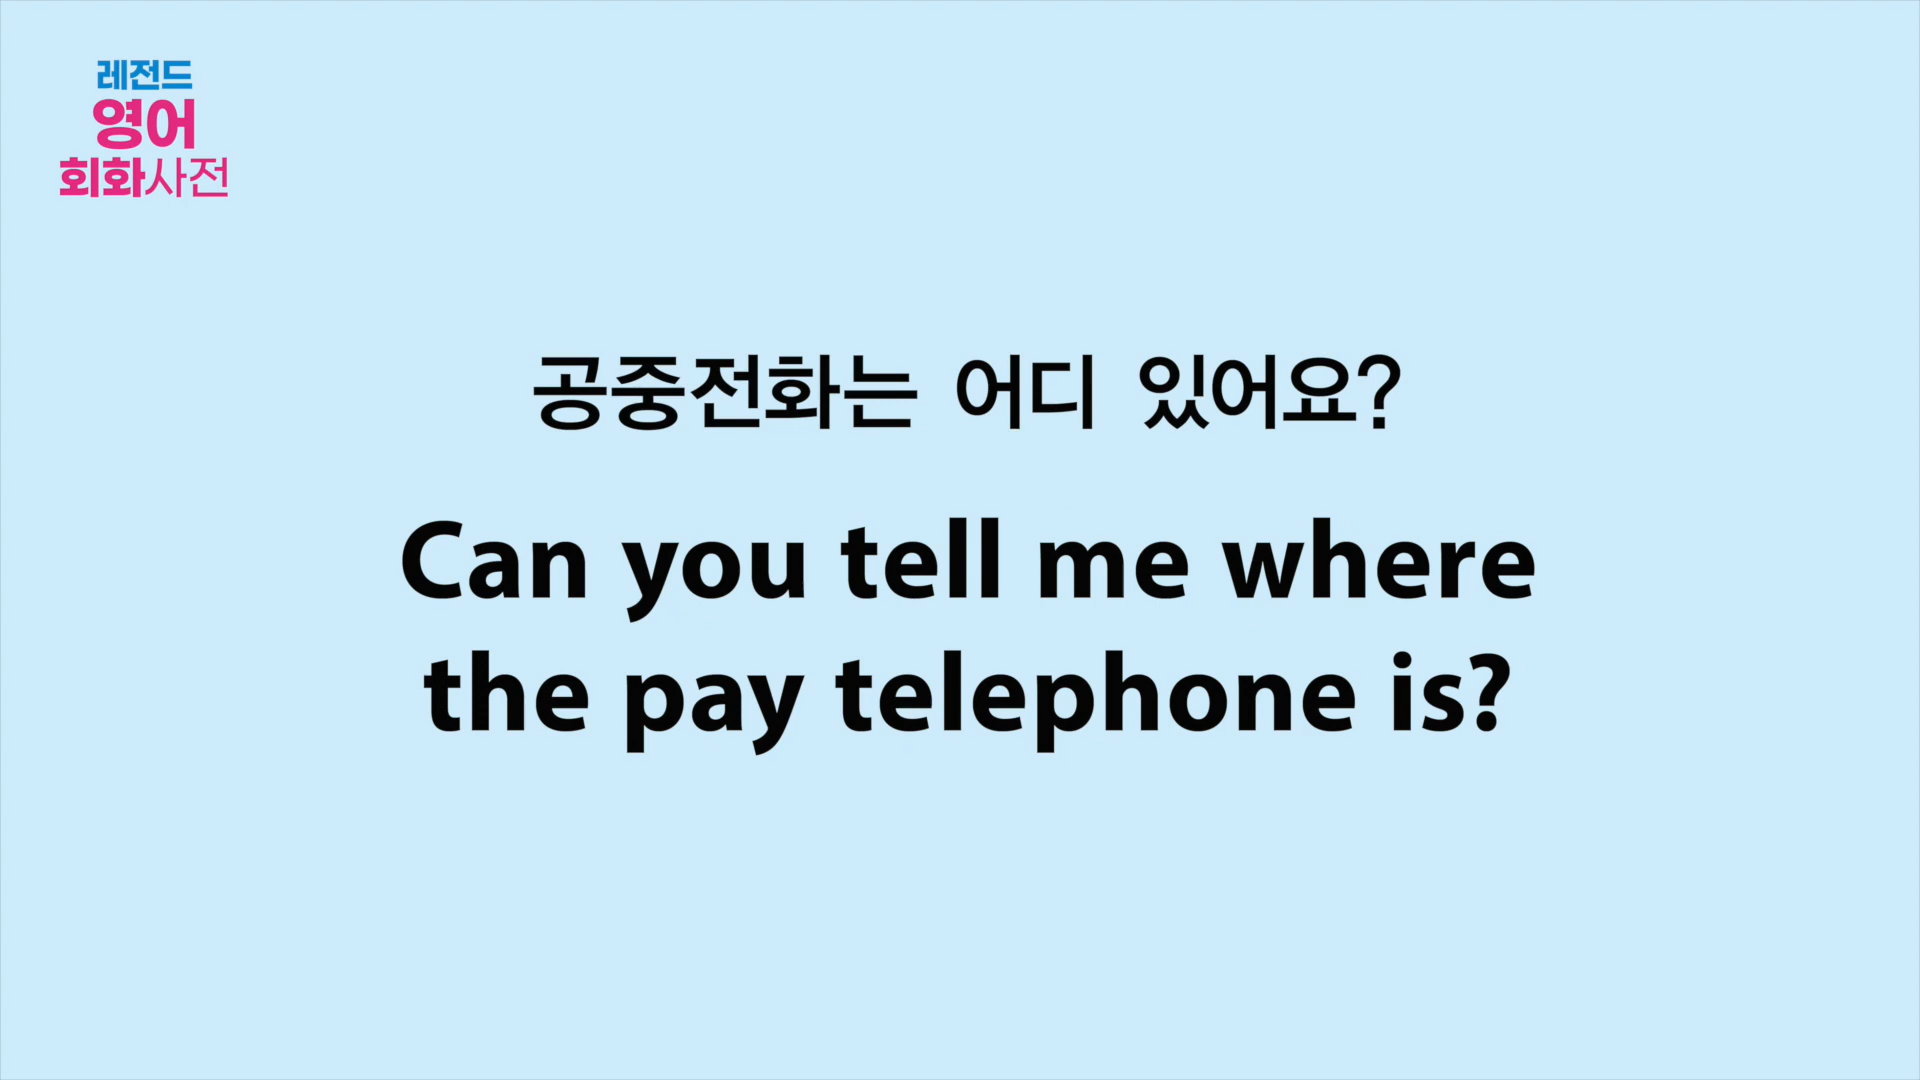 레전드
영어
회화사전
공중전화는 어디 있어요?
Can you tell me where
the pay telephone is?